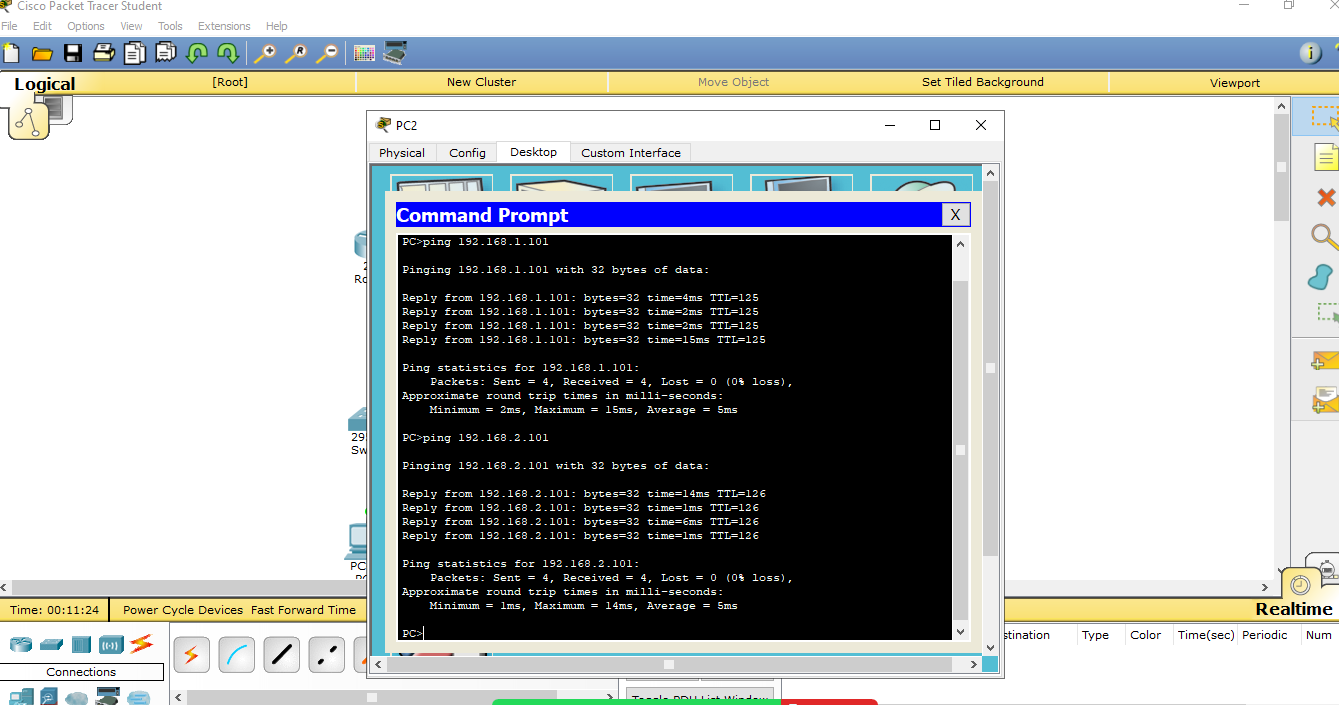 Cisco Packet Tracer Student
File Edit Options View Tools Extensions Help
Logical
[Root]
New Cluster
Move Object
Set Tiled Background
Viewport
PC2
Physical Config Desktop Custom Interface
Command Prompt
X
PC>ping 192.168.1.101
Pinging 192.168.1.101 with 32 bytes of data:
Reply from 192.168.1.101: bytes=32 time=4ms TTL=125
Reply from 192.168.1.101: bytes=32 time=2ms TTL=125
Reply from 192.168.1.101: bytes=32 time=2ms TTL=125
Reply from 192.168.1.101: bytes=32 time=15ms TTL=125
Ping statistics for 192.168.1.101:
Packets: Sent = 4, Received = 4, Lost = 0 (0% loss),
Approximate round trip times in milli-seconds:
Minimum = 2ms, Maximum = 15ms, Average = 5ms
PC>ping 192.168.2.101
Pinging 192.168.2.101 with 32 bytes of data:
Reply from 192.168.2.101: bytes=32 time=14ms TTL=126
Reply from 192.168.2.101: bytes=32 time=1ms TTL=126
Reply from 192.168.2.101: bytes=32 time=6ms TTL=126
Reply from 192.168.2.101: bytes=32 time=1ms TTL=126
Ping statistics for 192.168.2.101:
Packets: Sent = 4, Received = 4, Lost = 0 (0% loss),
Approximate round trip times in milli-seconds:
Minimum = 1ms, Maximum = 14ms, Average = 5ms
PC>
Ro
29
Sw
PC
Time: 00:11:24 Power Cycle Devices Fast Forward Time
Realtime
Connections
stination Type Color Time(sec) Periodic Num
Toggle PDU List Window